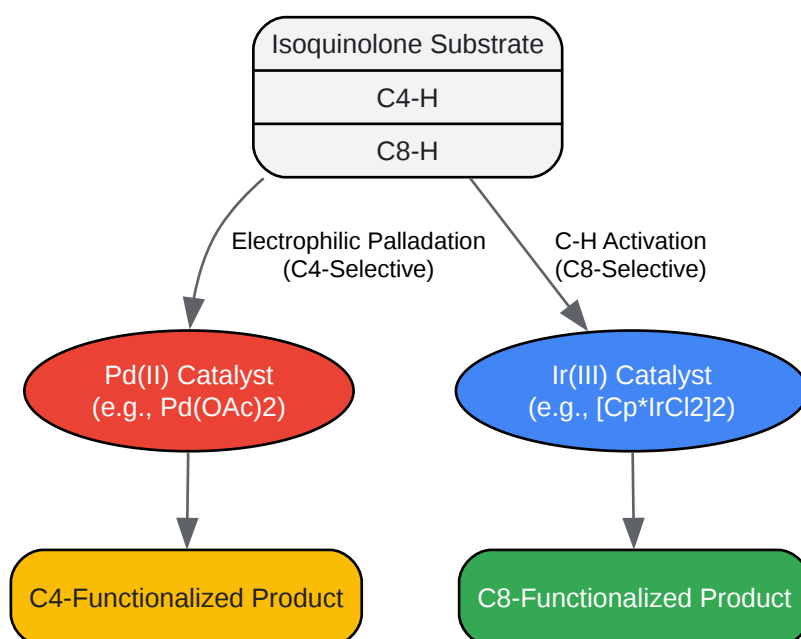 Isoquinolone Substrate
C4-H
C8-H
Electrophilic Palladation
(C4-Selective)
C-H Activation
(C8-Selective)
Pd(II) Catalyst
(e.g., Pd(OAc)2)
Ir(III) Catalyst
(e.g., [Cp*IrCl2]2)
C4-Functionalized Product
C8-Functionalized Product